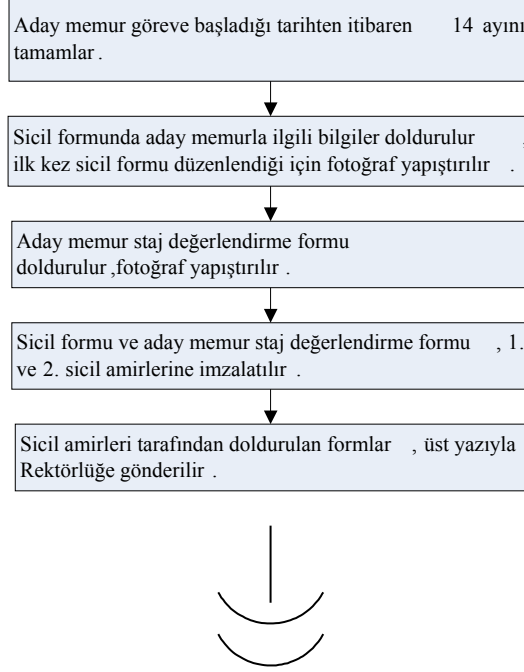 Aday memur göreve başladığı tarihten itibaren 14 ayını
tamamlar .
Sicil formunda aday memurla ilgili bilgiler doldurulur ,
ilk kez sicil formu düzenlendiği için fotoğraf yapıştırılır .
Aday memur staj değerlendirme formu
doldurulur ,fotoğraf yapıştırılır .
Sicil formu ve aday memur staj değerlendirme formu , 1.
ve 2. sicil amirlerine imzalatılır .
Sicil amirleri tarafından doldurulan formlar , üst yazıyla
Rektörlüğe gönderilir .